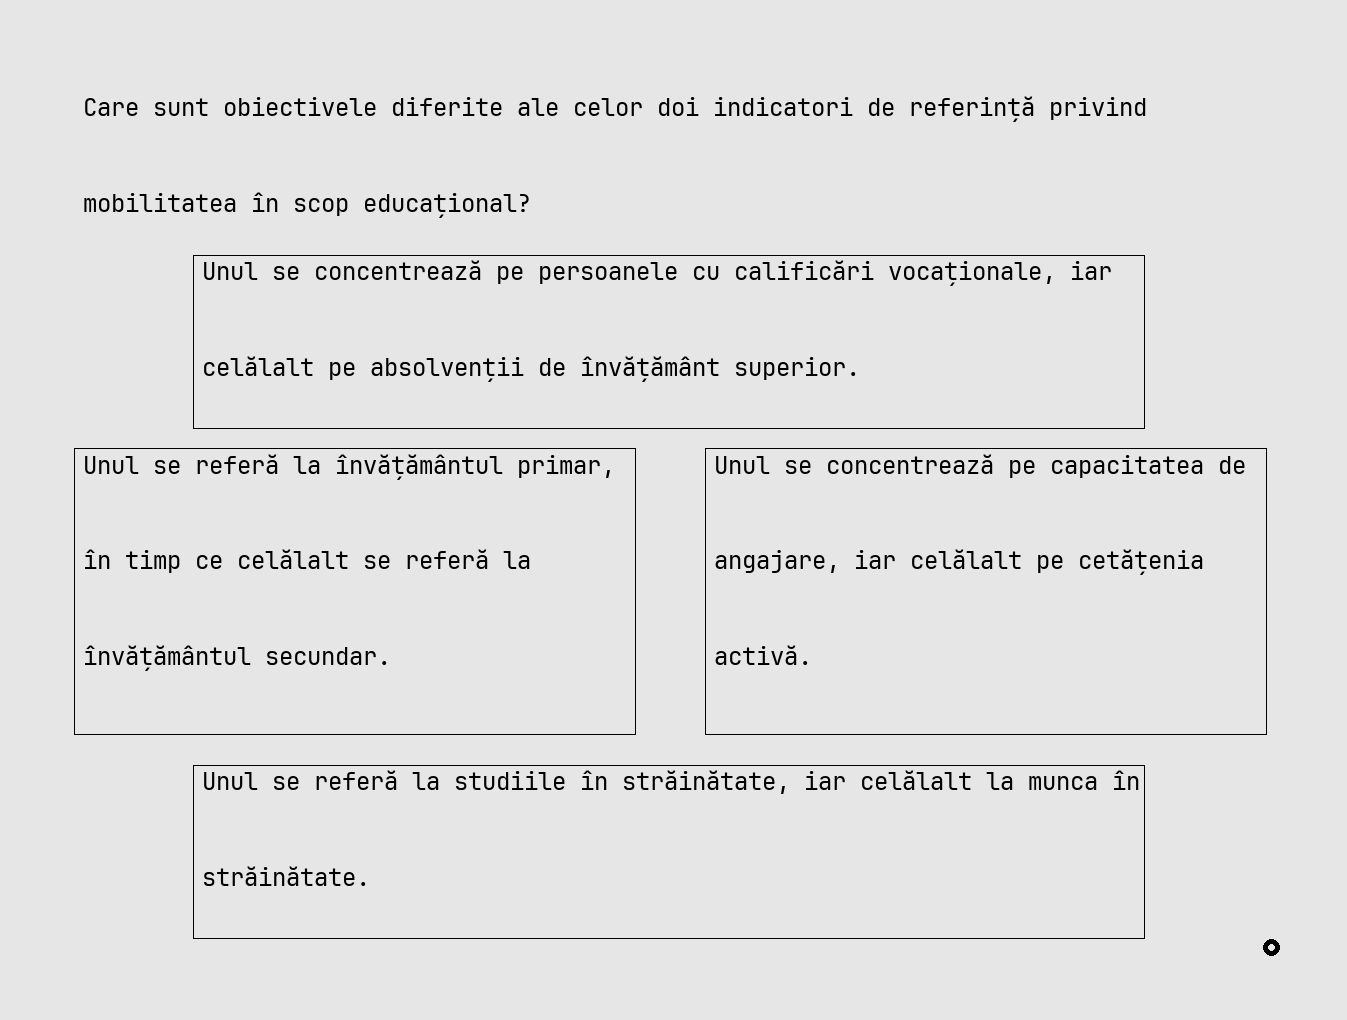 Care sunt obiectivele diferite ale celor doi indicatori de referință privind
mobilitatea în scop educațional?
Unul se concentrează pe persoanele cu calificări vocaționale, iar
celălalt pe absolvenții de învățământ superior.
Unul se referă la învățământul primar,
în timp ce celălalt se referă la
învățământul secundar.
Unul se concentrează pe capacitatea de
angajare, iar celălalt pe cetățenia
activă.
Unul se referă la studiile în străinătate, iar celălalt la munca în
străinătate.